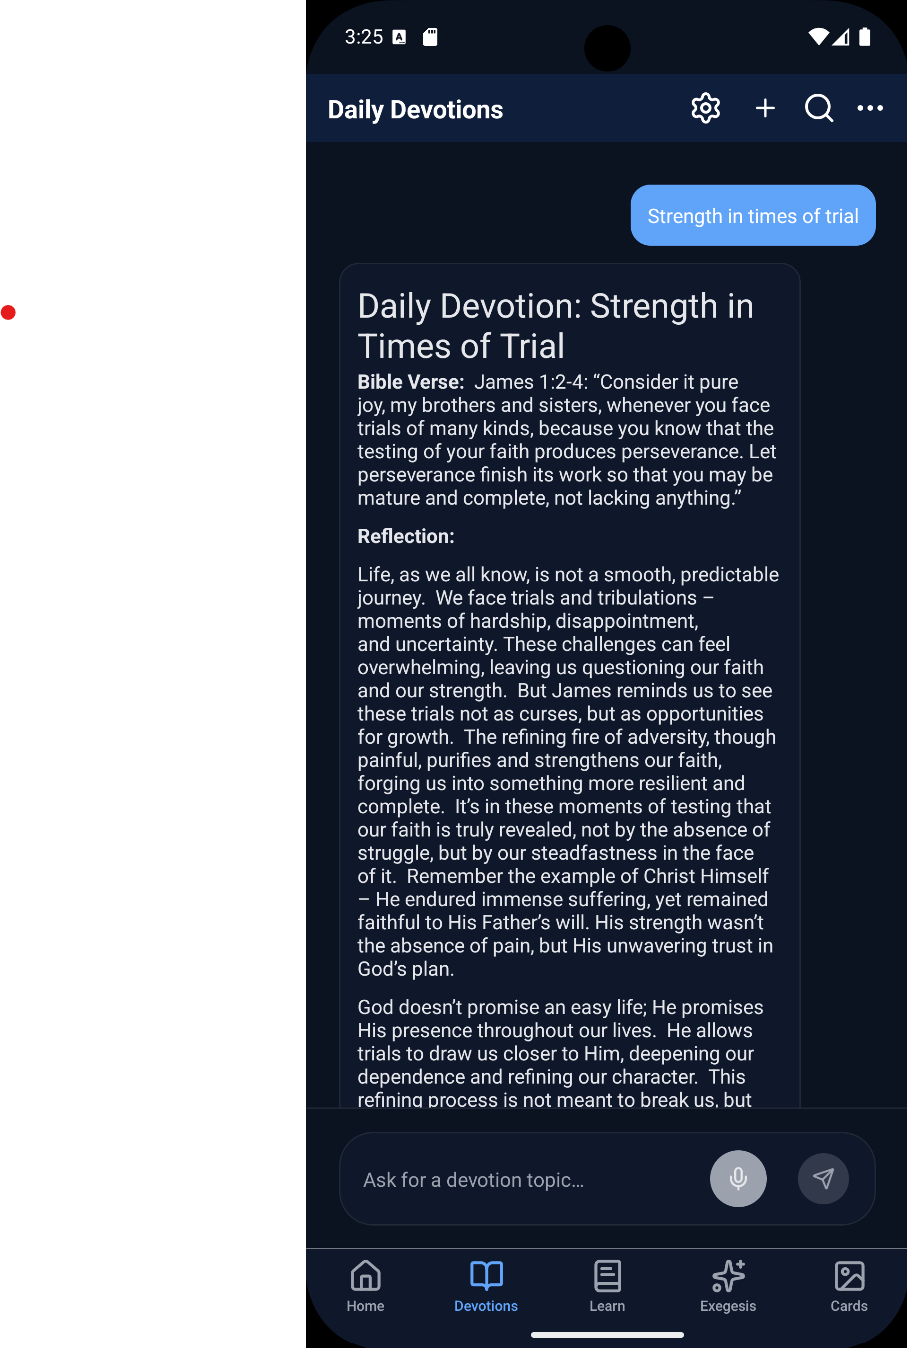 3:25
Daily Devotions
Strength in times of trial
Daily Devotion: Strength in
Times of Trial
Bible Verse: James 1:2-4: “Consider it pure
joy, my brothers and sisters, whenever you face
trials of many kinds, because you know that the
testing of your faith produces perseverance. Let
perseverance finish its work so that you may be
mature and complete, not lacking anything.”
Reflection:
Life, as we all know, is not a smooth, predictable
journey. We face trials and tribulations –
moments of hardship, disappointment,
and uncertainty. These challenges can feel
overwhelming, leaving us questioning our faith
and our strength. But James reminds us to see
these trials not as curses, but as opportunities
for growth. The refining fire of adversity, though
painful, purifies and strengthens our faith,
forging us into something more resilient and
complete. It’s in these moments of testing that
our faith is truly revealed, not by the absence of
struggle, but by our steadfastness in the face
of it. Remember the example of Christ Himself
– He endured immense suffering, yet remained
faithful to His Father’s will. His strength wasn’t
the absence of pain, but His unwavering trust in
God’s plan.
God doesn’t promise an easy life; He promises
His presence throughout our lives. He allows
trials to draw us closer to Him, deepening our
dependence and refining our character. This
refining process is not meant to break us, but
Ask for a devotion topic...
Home
Devotions
Learn
Exegesis
Cards